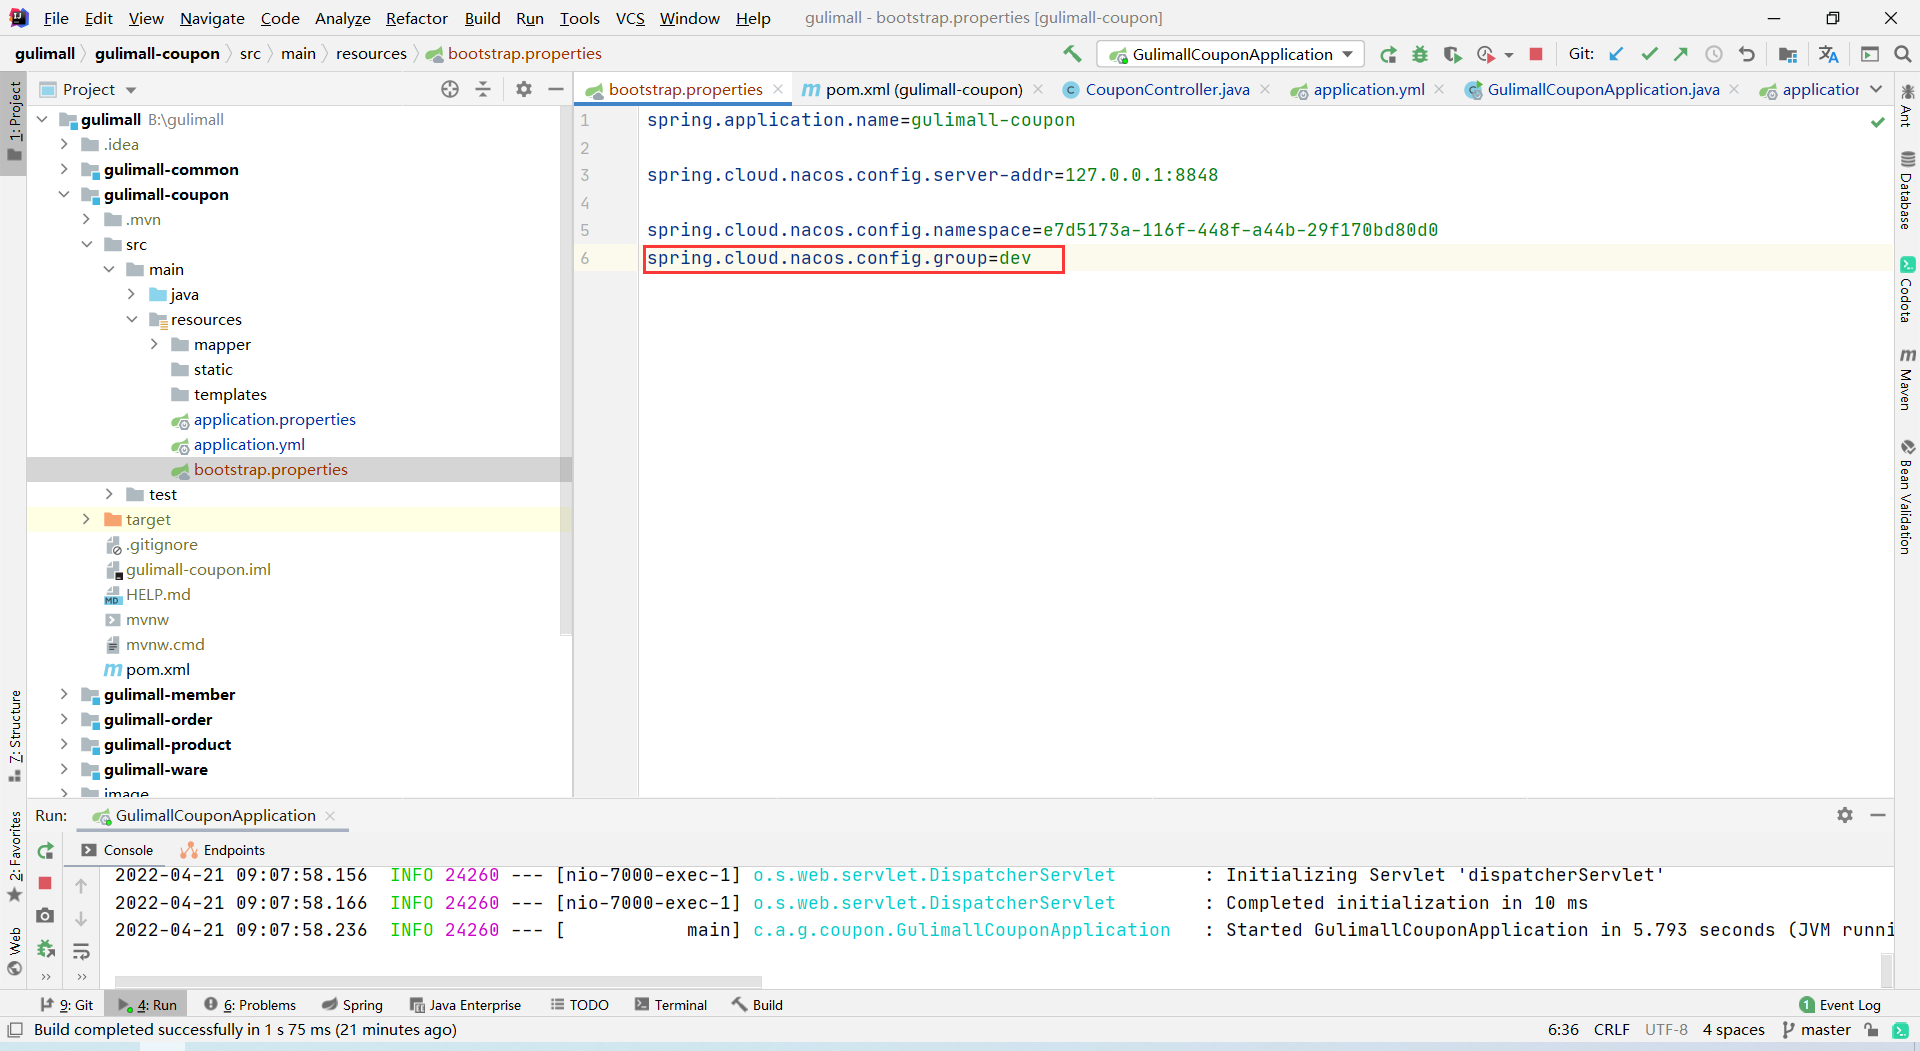 File Edit View Navigate Code Analyze Refactor Build Run Tools VCS Window Help gulimall - bootstrap.properties [gulimall-coupon]
gulimall gulimall-coupon src main resources bootstrap.properties GulimallCouponApplication Git:
Project
bootstrap.properties pom.xml (gulimall-coupon) CouponController.java application.yml GulimallCouponApplication.java application
1: Project
gulimall B:\gulimall
.idea
gulimall-common
gulimall-coupon
.mvn
src
main
java
resources
mapper
static
templates
application.properties
application.yml
bootstrap.properties
test
target
.gitignore
gulimall-coupon.iml
HELP.md
mvnw
mvnw.cmd
pom.xml
gulimall-member
gulimall-order
gulimall-product
gulimall-ware
image
7: Structure
2: Favorites
Web
1 spring.application.name=gulimall-coupon
2
3 spring.cloud.nacos.config.server-addr=127.0.0.1:8848
4
5 spring.cloud.nacos.config.namespace=e7d5173a-116f-448f-a44b-29f170bd80d0
6 spring.cloud.nacos.config.group=dev
Ant
Database
Codota
Maven
Bean Validation
Run: GulimallCouponApplication
Console Endpoints
2022-04-21 09:07:58.156 INFO 24260 --- [nio-7000-exec-1] o.s.web.servlet.DispatcherServlet : Initializing Servlet 'dispatcherServlet'
2022-04-21 09:07:58.166 INFO 24260 --- [nio-7000-exec-1] o.s.web.servlet.DispatcherServlet : Completed initialization in 10 ms
2022-04-21 09:07:58.236 INFO 24260 --- [ main] c.a.g.coupon.GulimallCouponApplication : Started GulimallCouponApplication in 5.793 seconds (JVM runni
9: Git 4: Run 6: Problems Spring Java Enterprise TODO Terminal Build 1 Event Log
Build completed successfully in 1 s 75 ms (21 minutes ago) 6:36 CRLF UTF-8 4 spaces master